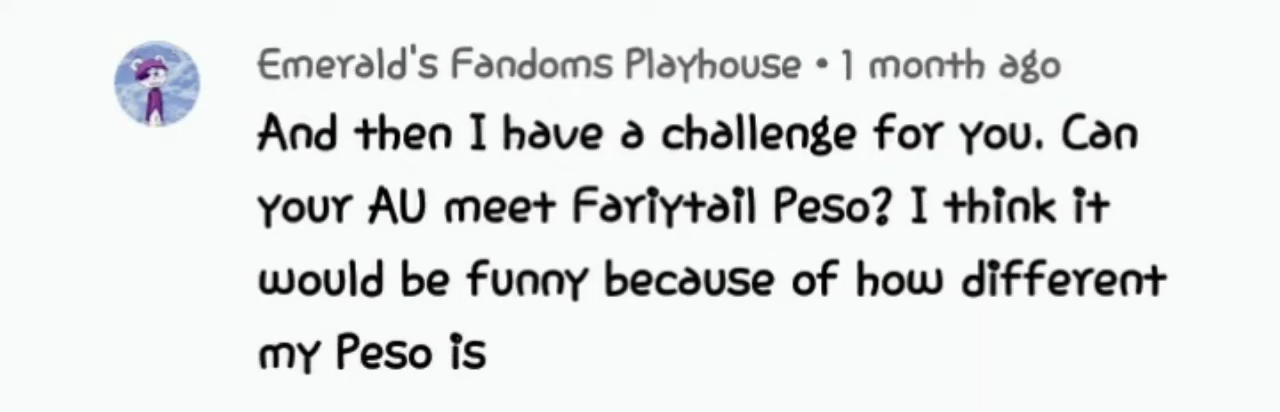 Emerald's Fandoms Playhouse • 1 month ago
And then I have a challenge for you. Can
your AU meet Fariytail Peso? I think it
would be funny because of how different
my Peso is